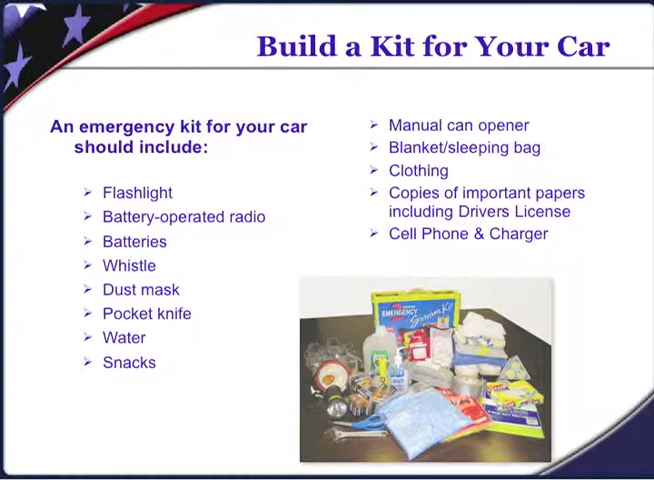 Build a Kit for Your Car
An emergency kit for your car
should include:
Flashlight
Battery-operated radio
Batteries
Whistle
Dust mask
Pocket knife
Water
Snacks
Manual can opener
Blanket/sleeping bag
Clothing
Copies of important papers
including Drivers License
Cell Phone & Charger
EMERGENCY
Survival Kit